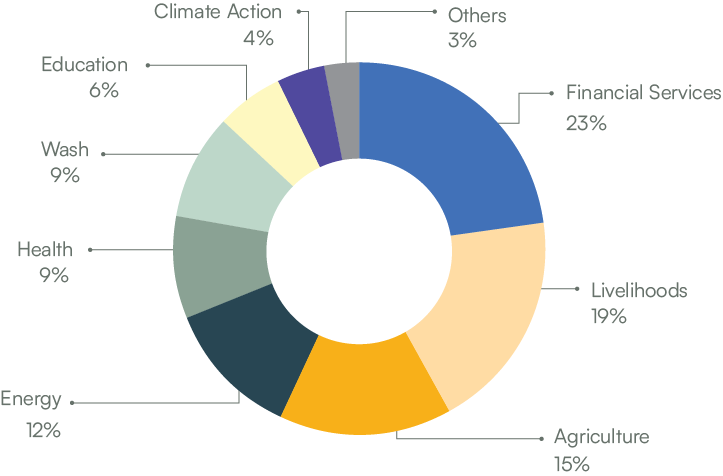 Climate Action
4%
Others
3%
Education
6%
Financial Services
23%
Wash
9%
Health
9%
Livelihoods
19%
Energy
12%
Agriculture
15%